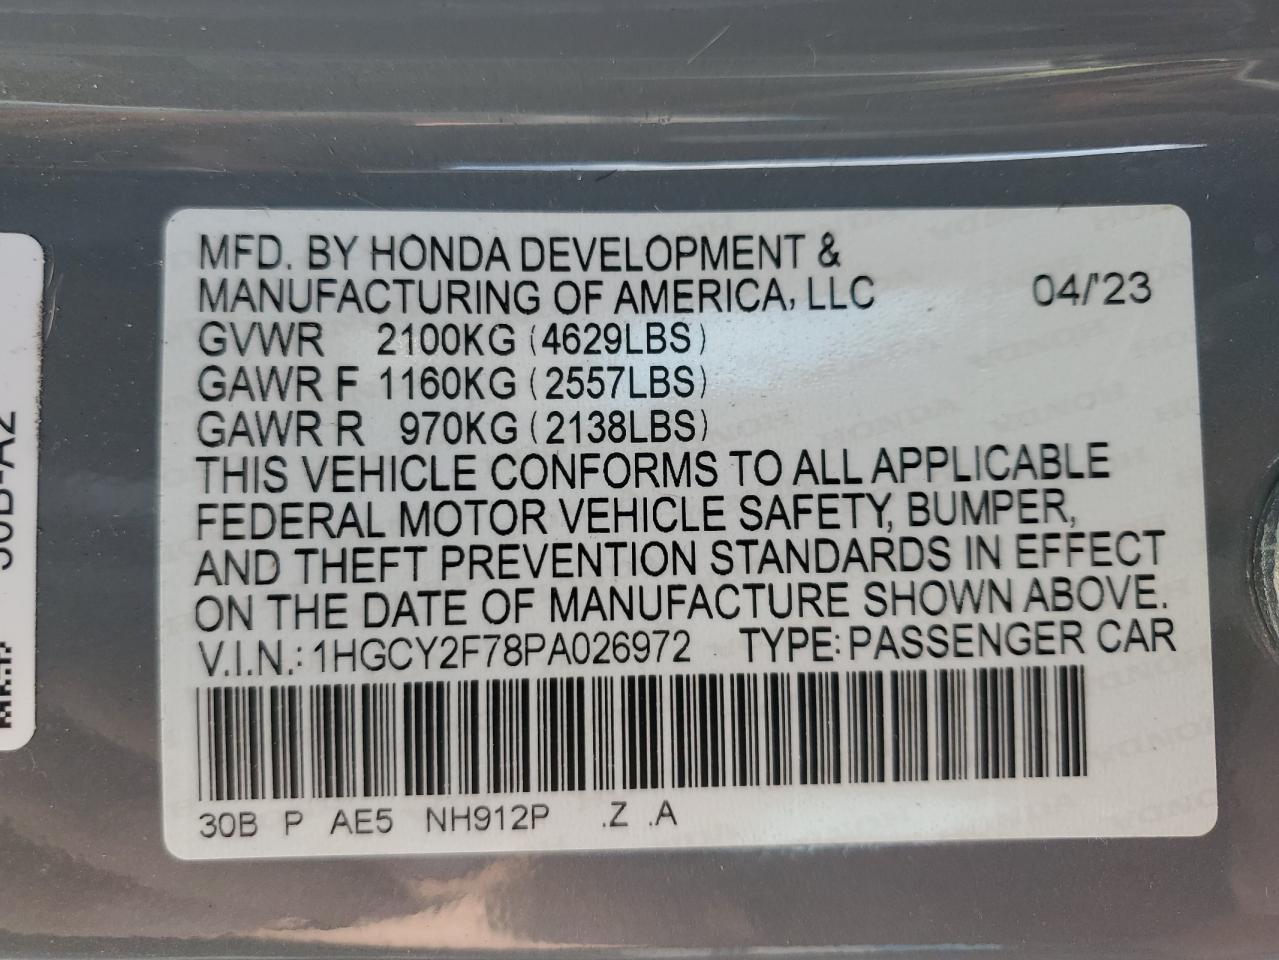 MFD. BY HONDA DEVELOPMENT &
MANUFACTURING OF AMERICA, LLC 04/'23
GVWR 2100KG (4629LBS)
GAWR F 1160KG (2557LBS)
GAWR R 970KG (2138LBS)
THIS VEHICLE CONFORMS TO ALL APPLICABLE
FEDERAL MOTOR VEHICLE SAFETY, BUMPER,
AND THEFT PREVENTION STANDARDS IN EFFECT
ON THE DATE OF MANUFACTURE SHOWN ABOVE.
V.I.N.: 1HGCY2F78PA026972 TYPE: PASSENGER CAR
30B P AE5 NH912P .Z .A